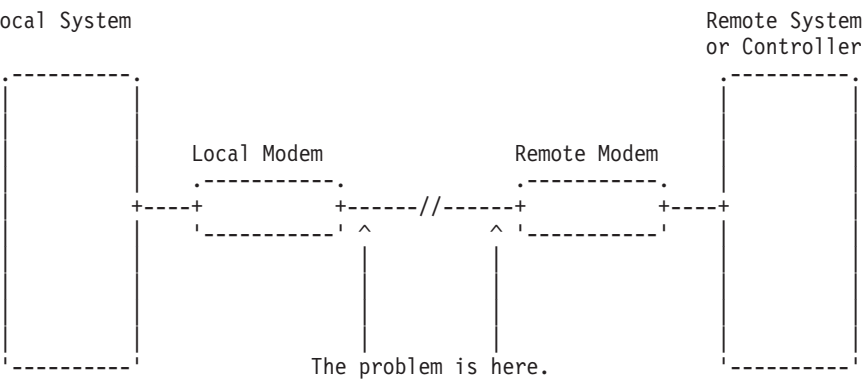 ocal System
Remote System
or Controller
Local Modem
Remote Modem
The problem is here.